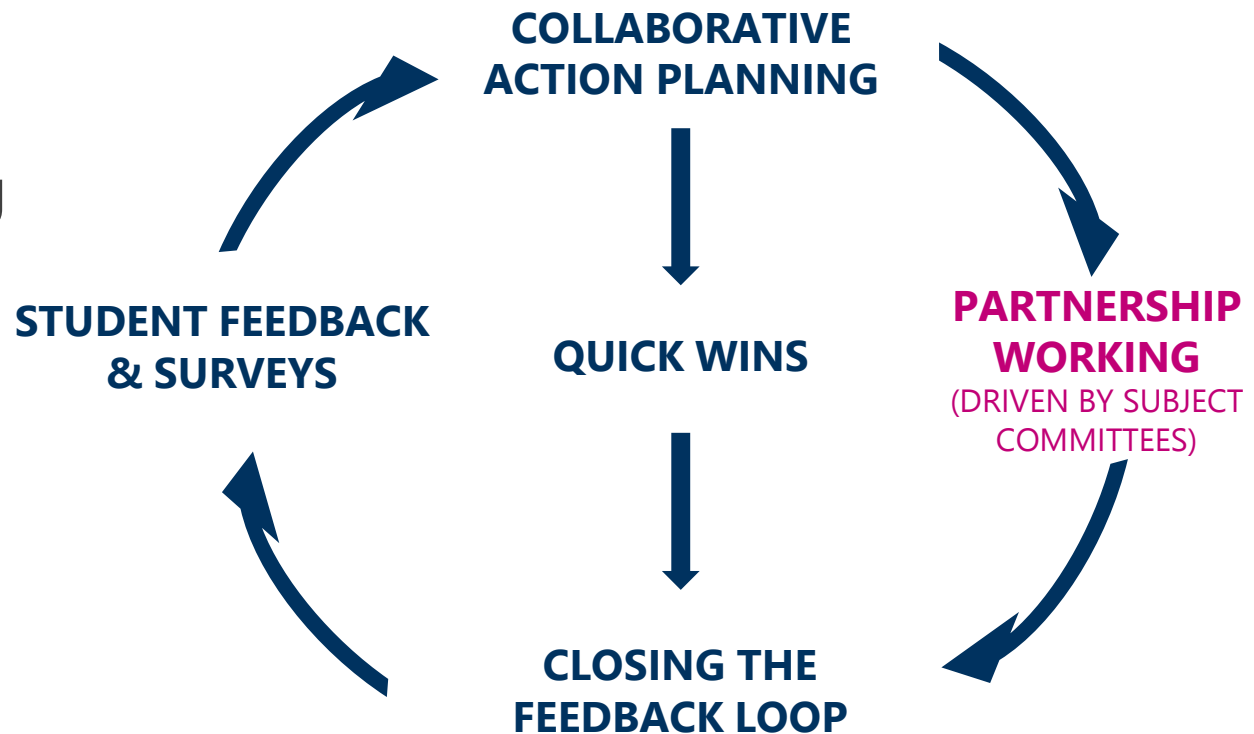 COLLABORATIVE
ACTION PLANNING
STUDENT FEEDBACK
& SURVEYS
QUICK WINS
PARTNERSHIP
WORKING
(DRIVEN BY SUBJECT
COMMITTEES)
CLOSING THE
FEEDBACK LOOP